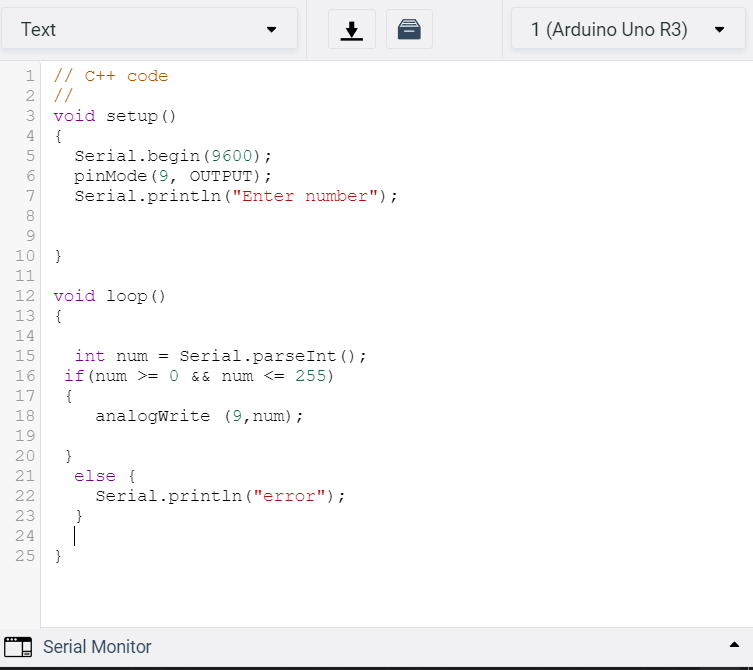 Text
1 (Arduino Uno R3)
1 // C++ code
2 //
3 void setup()
4 {
5   Serial.begin(9600);
6   pinMode(9, OUTPUT);
7   Serial.println("Enter number");
8
9
10 }
11
12 void loop()
13 {
14
15   int num = Serial.parseInt();
16  if(num >= 0 && num <= 255)
17  {
18     analogWrite (9,num);
19
20  }
21   else {
22     Serial.println("error");
23   }
24
25 }
Serial Monitor